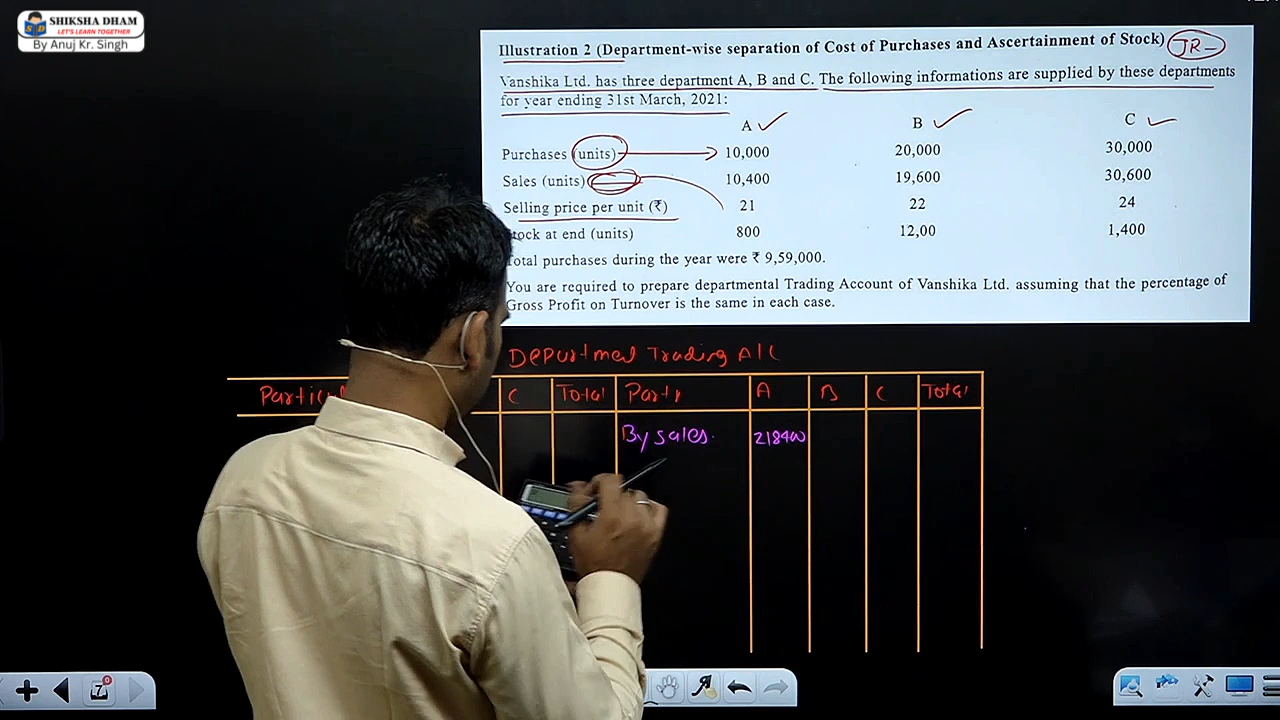 SHIKSHA DHAM
LET'S LEARN TOGETHER
By Anuj Kr. Singh
Illustration 2 (Department-wise separation of Cost of Purchases and Ascertainment of Stock)
Vanshika Ltd. has three department A, B and C. The following informations are supplied by these departments
for year ending 31st March, 2021:
A B C
Purchases (units) 10,000 20,000 30,000
Sales (units) 10,400 19,600 30,600
Selling price per unit (₹) 21 22 24
tock at end (units) 800 12,00 1,400
otal purchases during the year were ₹ 9,59,000.
You are required to prepare departmental Trading Account of Vanshika Ltd. assuming that the percentage of
Gross Profit on Turnover is the same in each case.
Trading A/C
C Total A B C Total
By sales. 218400
7 0